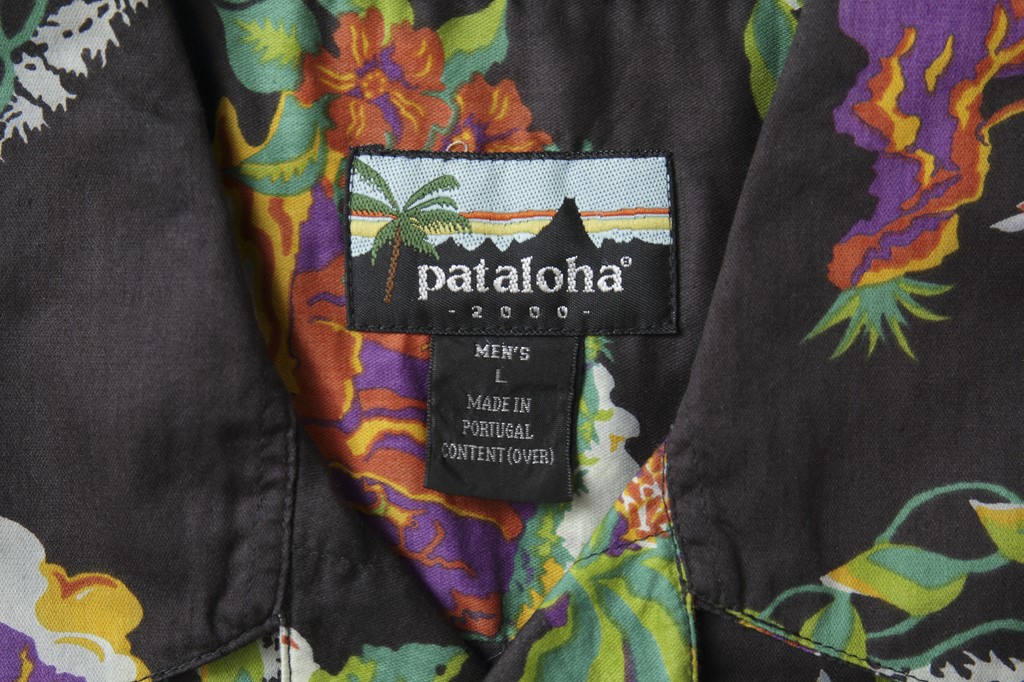 pataloha®
- 2000 -
MEN'S
L
MADE IN
PORTUGAL
CONTENT (OVER)